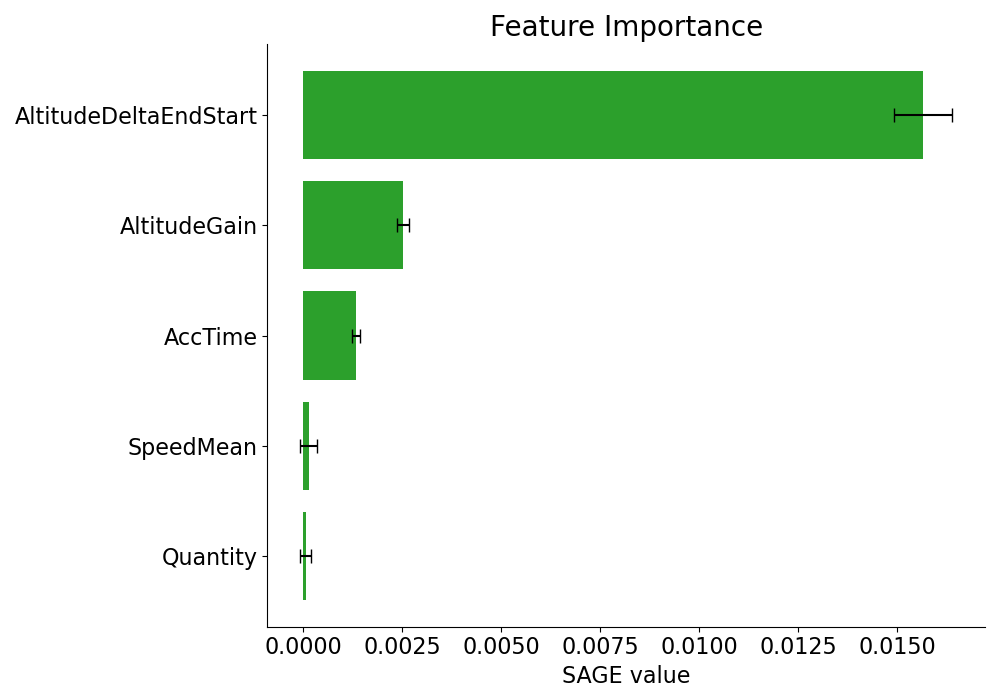 Feature Importance
AltitudeDeltaEndStart
AltitudeGain
AccTime
SpeedMean
Quantity
0.0000 0.0025 0.0050 0.0075 0.0100 0.0125 0.0150
SAGE value